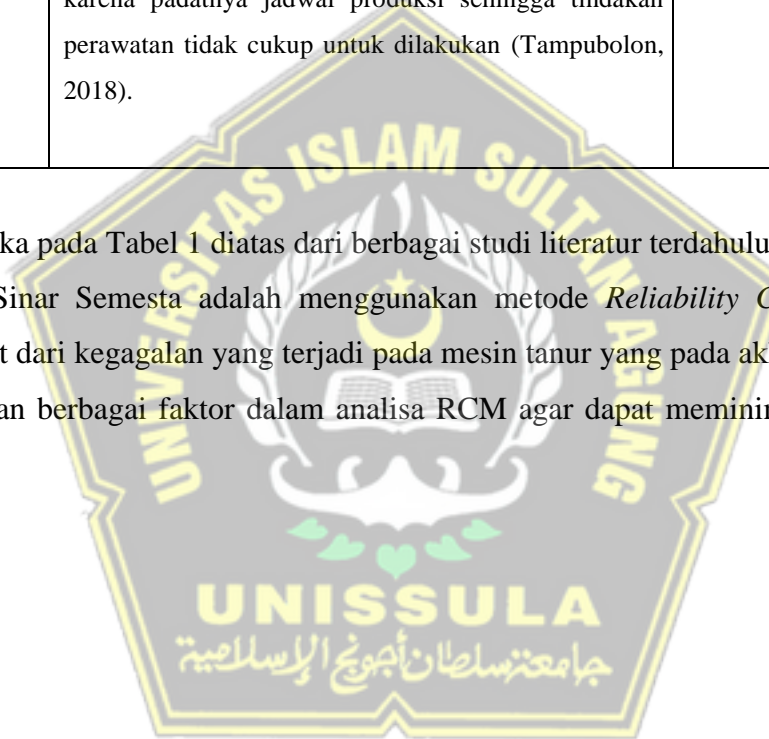 karena padatnya jadwal produksi sehingga tindakan
perawatan tidak cukup untuk dilakukan (Tampubolon,
2018).
ka pada Tabel 1 diatas dari berbagai studi literatur terdahulu
Sinar Semesta adalah menggunakan metode Reliability C
t dari kegagalan yang terjadi pada mesin tanur yang pada ak
an berbagai faktor dalam analisa RCM agar dapat memini
UNIVERSITAS ISLAM SULTAN AGUNG
UNISSULA
جامعة سلطان أجونج الإسلامية